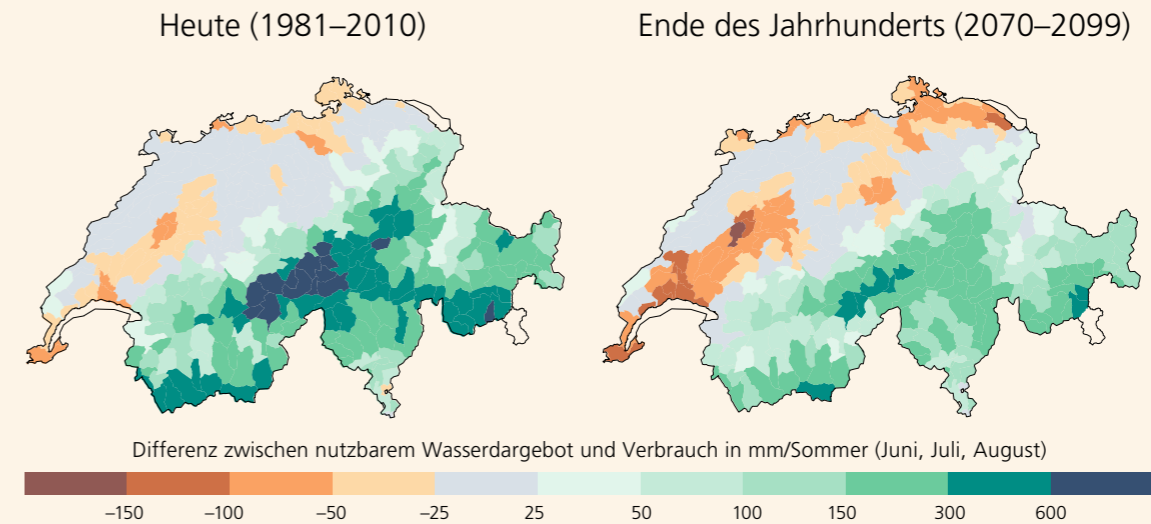 Heute (1981–2010)
Ende des Jahrhunderts (2070–2099)
Differenz zwischen nutzbarem Wasserdargebot und Verbrauch in mm/Sommer (Juni, Juli, August)
–150 –100 –50 –25 25 50 100 150 300 600